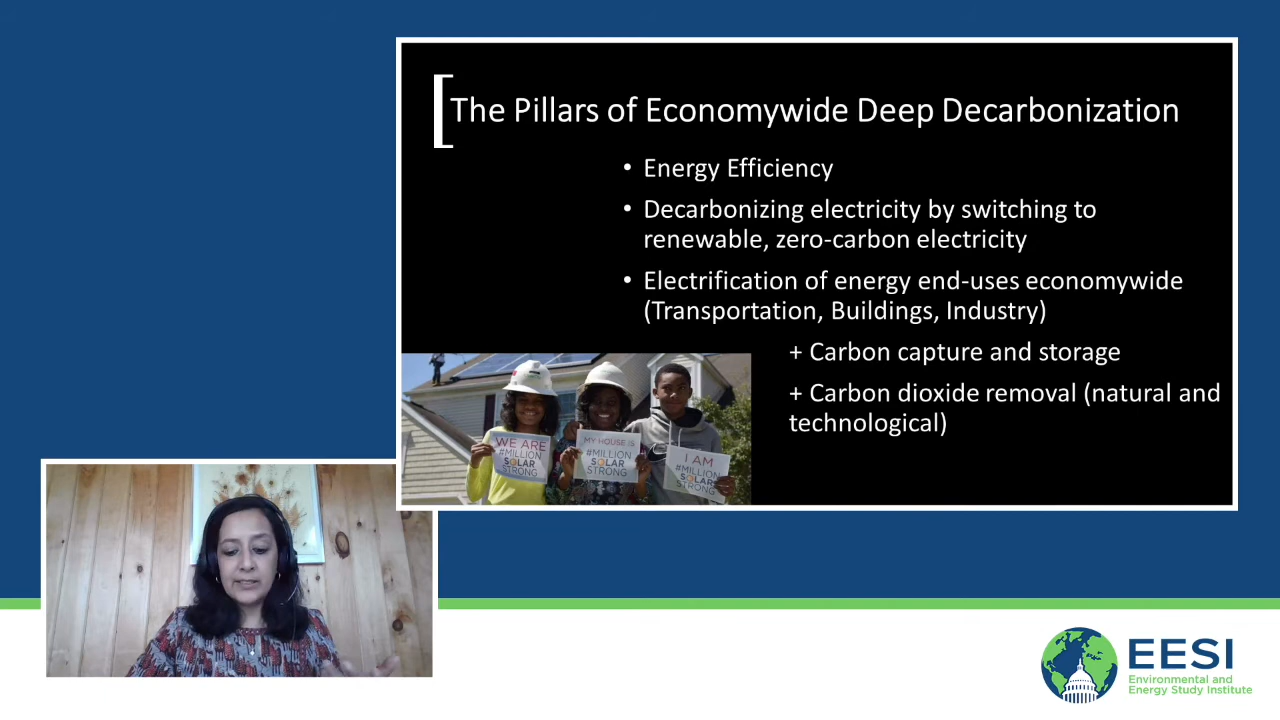 The Pillars of Economywide Deep Decarbonization
• Energy Efficiency
• Decarbonizing electricity by switching to
renewable, zero-carbon electricity
• Electrification of energy end-uses economywide
(Transportation, Buildings, Industry)
+ Carbon capture and storage
+ Carbon dioxide removal (natural and
technological)
WE ARE
#MILLION
SOLAR
STRONG
MY HOUSE IS
#MILLION
SOLAR
STRONG
I AM
#MILLION
SOLAR
STRONG
EESI
Environmental and
Energy Study Institute